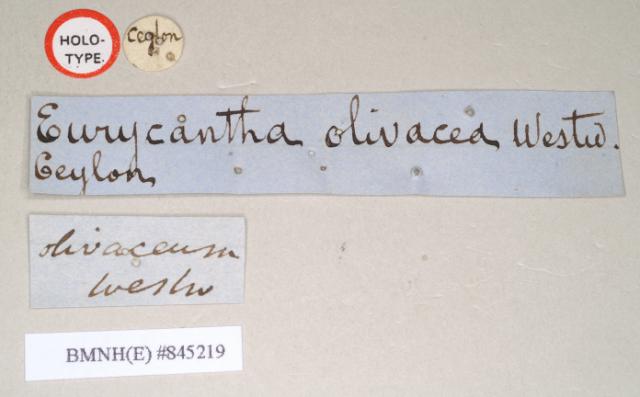 HOLO-
TYPE.
Ceylon
Eurycantha olivacea Westw.
Ceylon
olivaceum
Westw
BMNH(E) #845219